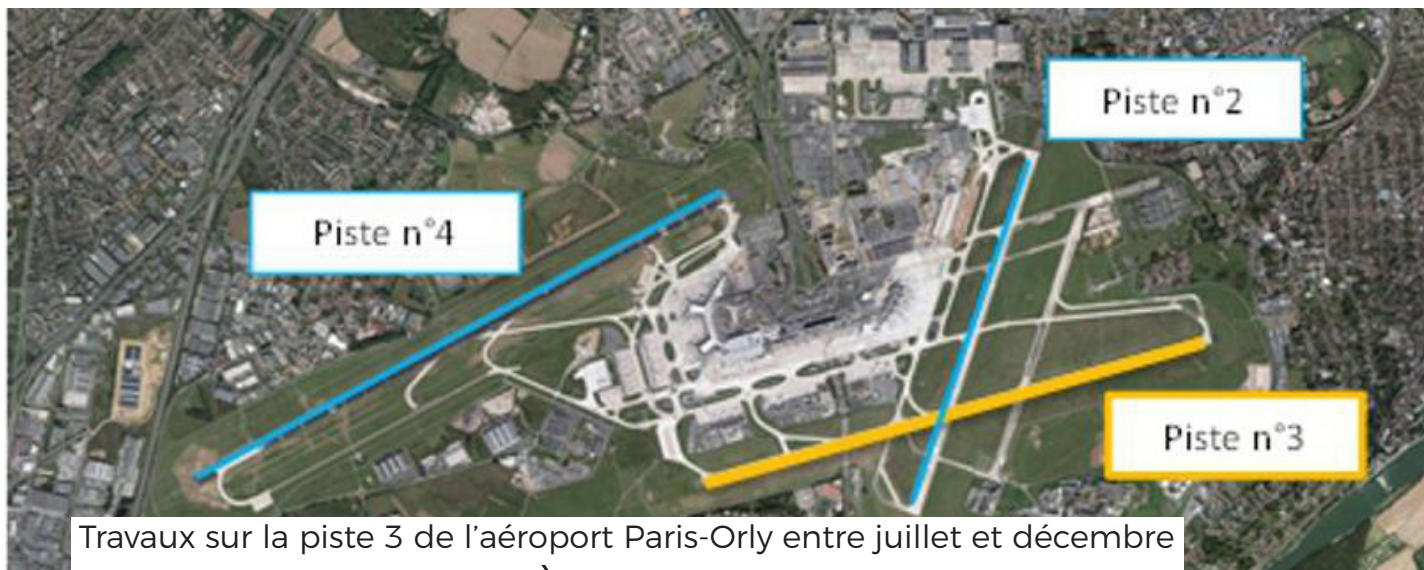 Piste n°2
Piste n°4
Piste n°3
Travaux sur la piste 3 de l’aéroport Paris-Orly entre juillet et décembre